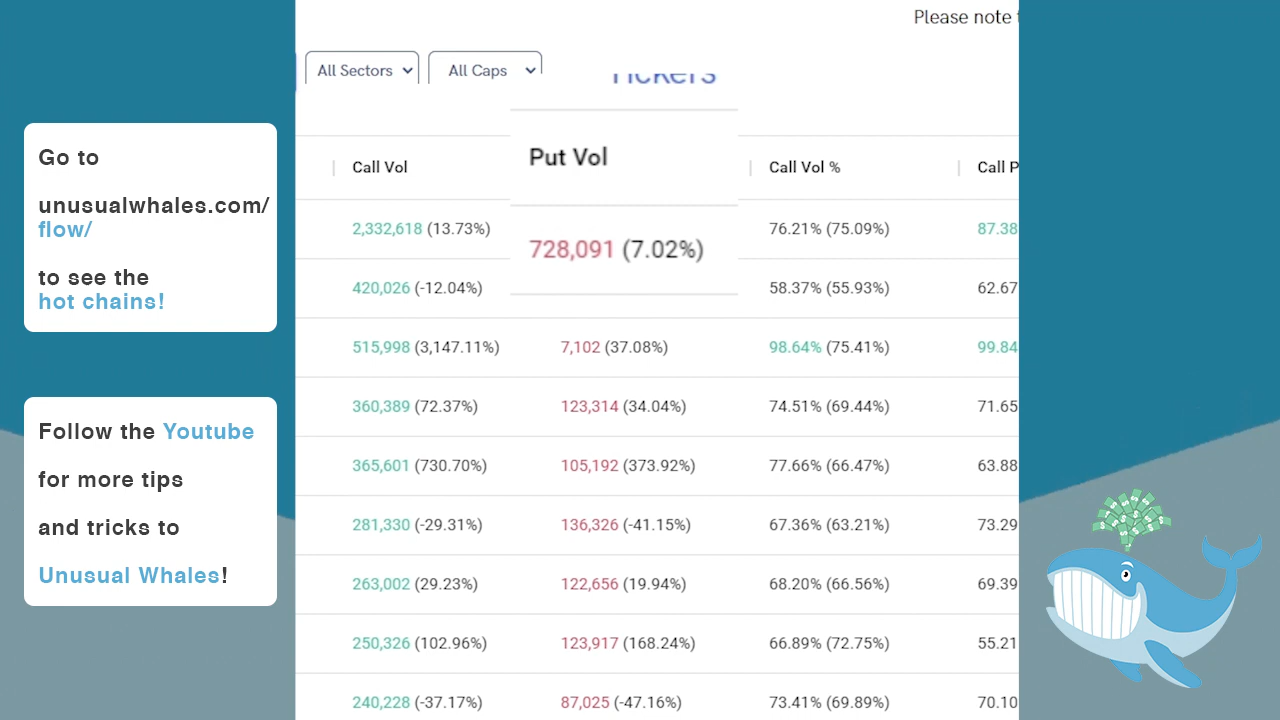 Please note
All Sectors
All Caps
Tickers
Go to
unusualwhales.com/
flow/
to see the
hot chains!
Call Vol
Put Vol
Call Vol %
Call P
2,332,618 (13.73%)
728,091 (7.02%)
76.21% (75.09%)
87.38
420,026 (-12.04%)
58.37% (55.93%)
62.67
515,998 (3,147.11%)
7,102 (37.08%)
98.64% (75.41%)
99.84
360,389 (72.37%)
123,314 (34.04%)
74.51% (69.44%)
71.65
Follow the Youtube
for more tips
and tricks to
Unusual Whales!
365,601 (730.70%)
105,192 (373.92%)
77.66% (66.47%)
63.88
281,330 (-29.31%)
136,326 (-41.15%)
67.36% (63.21%)
73.29
263,002 (29.23%)
122,656 (19.94%)
68.20% (66.56%)
69.39
250,326 (102.96%)
123,917 (168.24%)
66.89% (72.75%)
55.21
240,228 (-37.17%)
87,025 (-47.16%)
73.41% (69.89%)
70.10